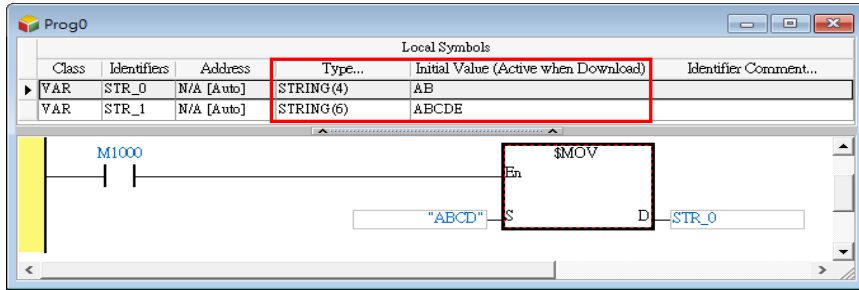 Prog0
Local Symbols
Class Identifiers Address Type... Initial Value (Active when Download) Identifier Comment...
VAR STR_0 N/A [Auto] STRING(4) AB
VAR STR_1 N/A [Auto] STRING(6) ABCDE
M1000 $MOV
En
"ABCD" S D STR_0